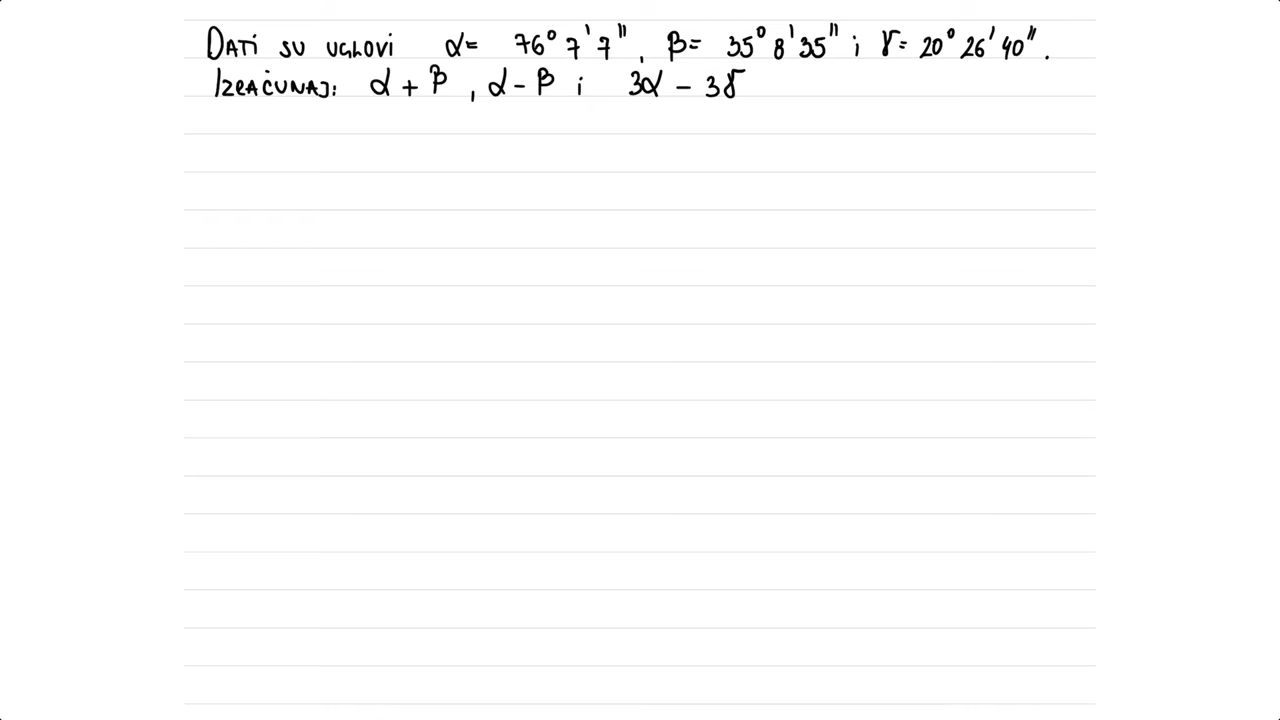 DATI SU UGLOVI α= 76° 7' 7", β= 35° 8' 35" i γ= 20° 26' 40".
IZRAČUNAJ: α + β, α - β i 3α - 3γ